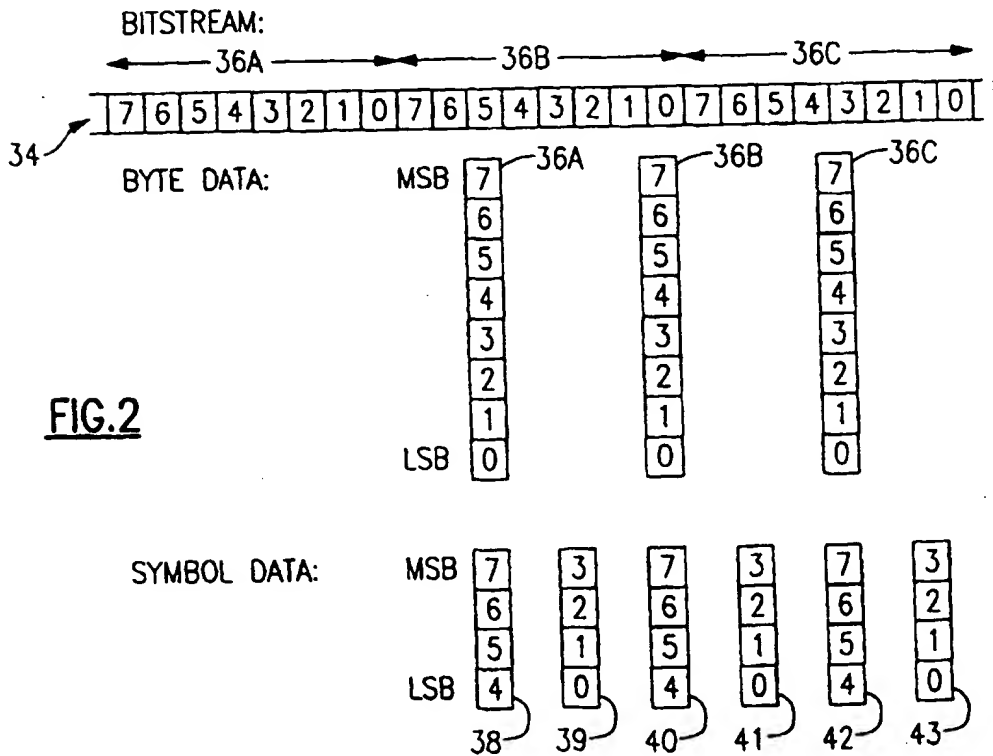 BITSTREAM:
36A 36B 36C
7 6 5 4 3 2 1 0 7 6 5 4 3 2 1 0 7 6 5 4 3 2 1 0
34
BYTE DATA: MSB 7 36A 7 36B 7 36C
6 6 6
5 5 5
4 4 4
3 3 3
2 2 2
FIG.2 1 1 1
LSB 0 0 0
SYMBOL DATA: MSB 7 3 7 3 7 3
6 2 6 2 6 2
5 1 5 1 5 1
LSB 4 0 4 0 4 0
38 39 40 41 42 43